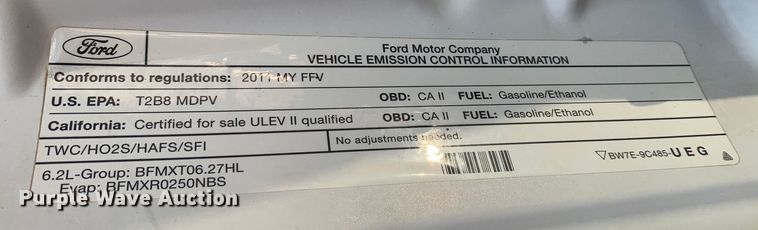 Ford
Ford Motor Company
VEHICLE EMISSION CONTROL INFORMATION
Conforms to regulations: 2011 MY FFV
U.S. EPA: T2B8 MDPV OBD: CA II FUEL: Gasoline/Ethanol
California: Certified for sale ULEV II qualified OBD: CA II FUEL: Gasoline/Ethanol
TWC/HO2S/HAFS/SFI No adjustments needed.
6.2L-Group: BFMXT06.27HL
Evap: BFMXR0250NBS
BW7E-9C485-UEG
Purple Wave Auction